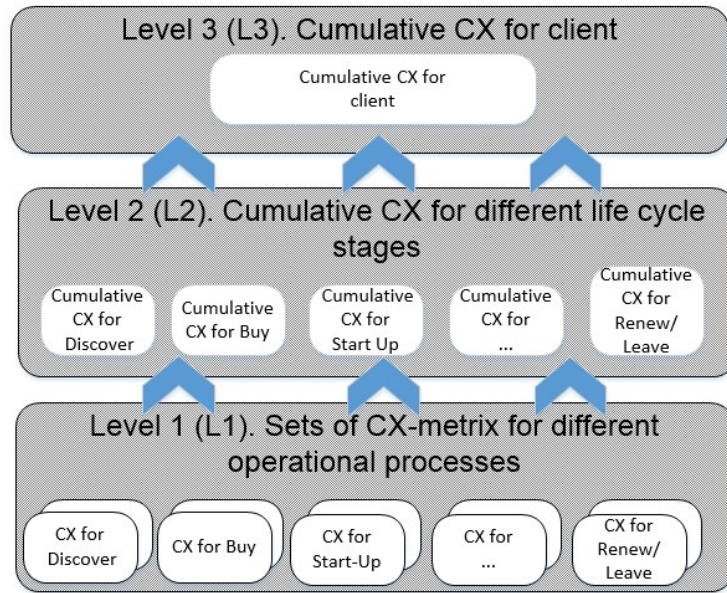 Level 3 (L3). Cumulative CX for client
Cumulative CX for
client
Level 2 (L2). Cumulative CX for different life cycle
stages
Cumulative
CX for
Discover
Cumulative
CX for Buy
Cumulative
CX for
Start Up
Cumulative
CX for
...
Cumulative
CX for
Renew/
Leave
Level 1 (L1). Sets of CX-metrix for different
operational processes
CX for
Discover
CX for Buy
CX for
Start-Up
CX for
...
CX for
Renew/
Leave